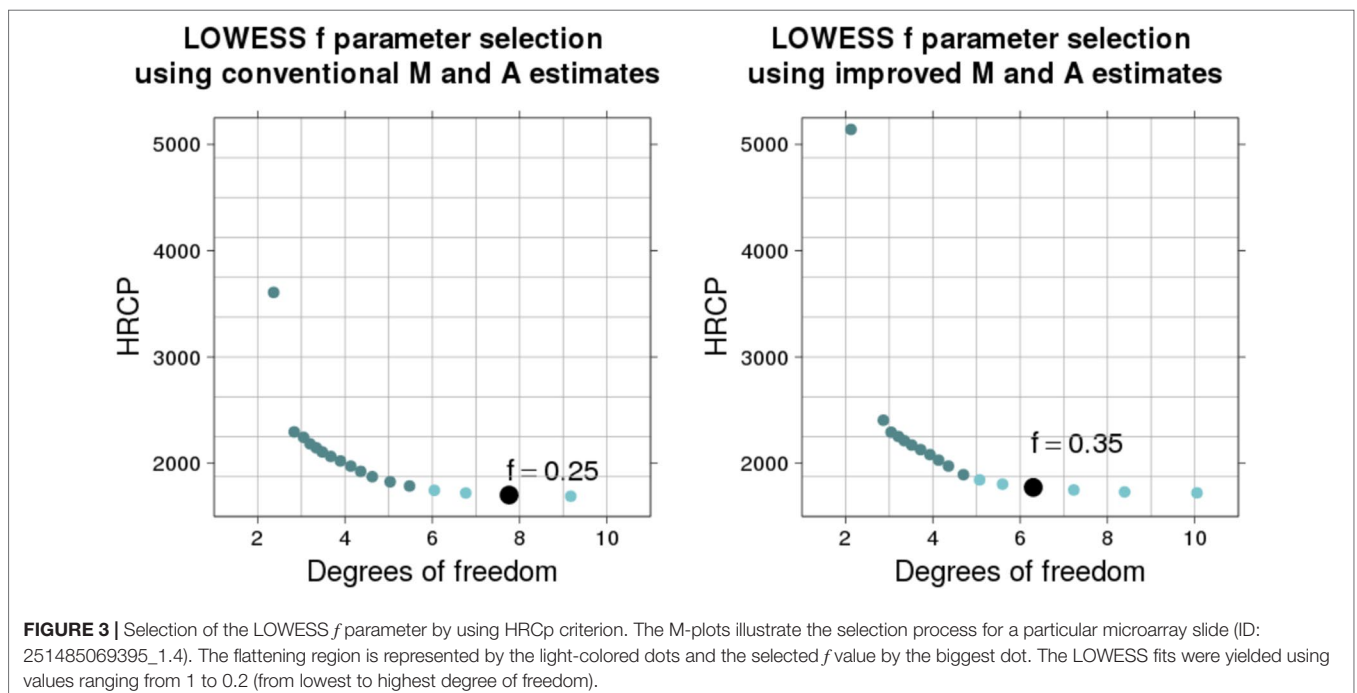 LOWESS f parameter selection
using conventional M and A estimates
5000
4000
3000
2000
HRCP
f = 0.25
2 4 6 8 10
Degrees of freedom
LOWESS f parameter selection
using improved M and A estimates
5000
4000
3000
2000
HRCP
f = 0.35
2 4 6 8 10
Degrees of freedom
FIGURE 3 | Selection of the LOWESS f parameter by using HRCp criterion. The M-plots illustrate the selection process for a particular microarray slide (ID:
251485069395_1.4). The flattening region is represented by the light-colored dots and the selected f value by the biggest dot. The LOWESS fits were yielded using
values ranging from 1 to 0.2 (from lowest to highest degree of freedom).